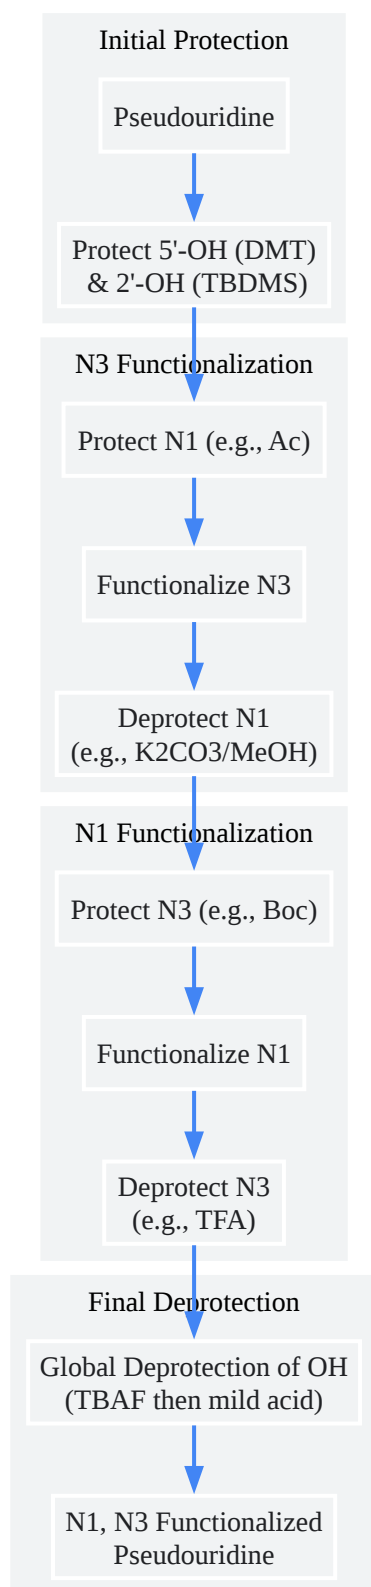 Initial Protection
Pseudouridine
Protect 5'-OH (DMT)
& 2'-OH (TBDMS)
N3 Functionalization
Protect N1 (e.g., Ac)
Functionalize N3
Deprotect N1
(e.g., K2CO3/MeOH)
N1 Functionalization
Protect N3 (e.g., Boc)
Functionalize N1
Deprotect N3
(e.g., TFA)
Final Deprotection
Global Deprotection of OH
(TBAF then mild acid)
N1, N3 Functionalized
Pseudouridine